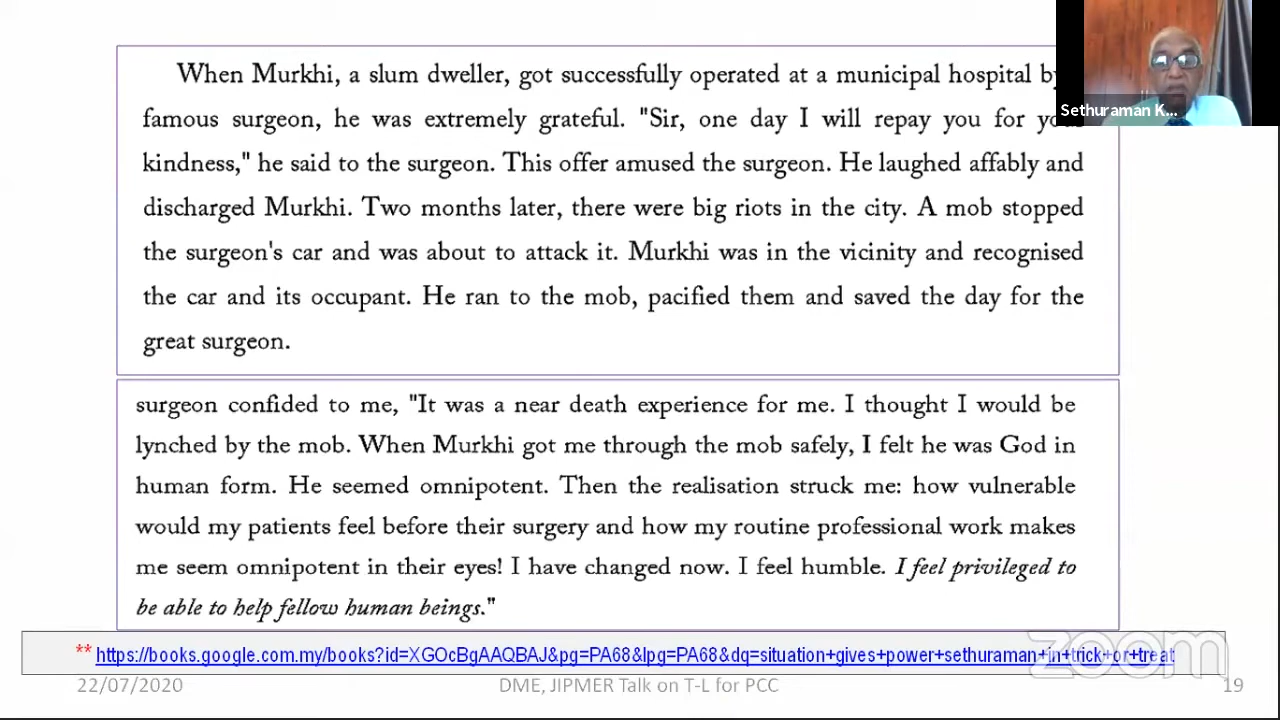 When Murkhi, a slum dweller, got successfully operated at a municipal hospital
Sethuraman K...
famous surgeon, he was extremely grateful. "Sir, one day I will repay you for
kindness," he said to the surgeon. This offer amused the surgeon. He laughed affably and
discharged Murkhi. Two months later, there were big riots in the city. A mob stopped
the surgeon's car and was about to attack it. Murkhi was in the vicinity and recognised
the car and its occupant. He ran to the mob, pacified them and saved the day for the
great surgeon.
surgeon confided to me, "It was a near death experience for me. I thought I would be
lynched by the mob. When Murkhi got me through the mob safely, I felt he was God in
human form. He seemed omnipotent. Then the realisation struck me: how vulnerable
would my patients feel before their surgery and how my routine professional work makes
me seem omnipotent in their eyes! I have changed now. I feel humble. I feel privileged to
be able to help fellow human beings."
** https://books.google.com.my/books?id=XGOcBgAAQBAJ&pg=PA68&lpg=PA68&dq=situation+gives+power+sethuraman+in+trick+or+treat
zoom
22/07/2020 DME, JIPMER Talk on T-L for PCC 19